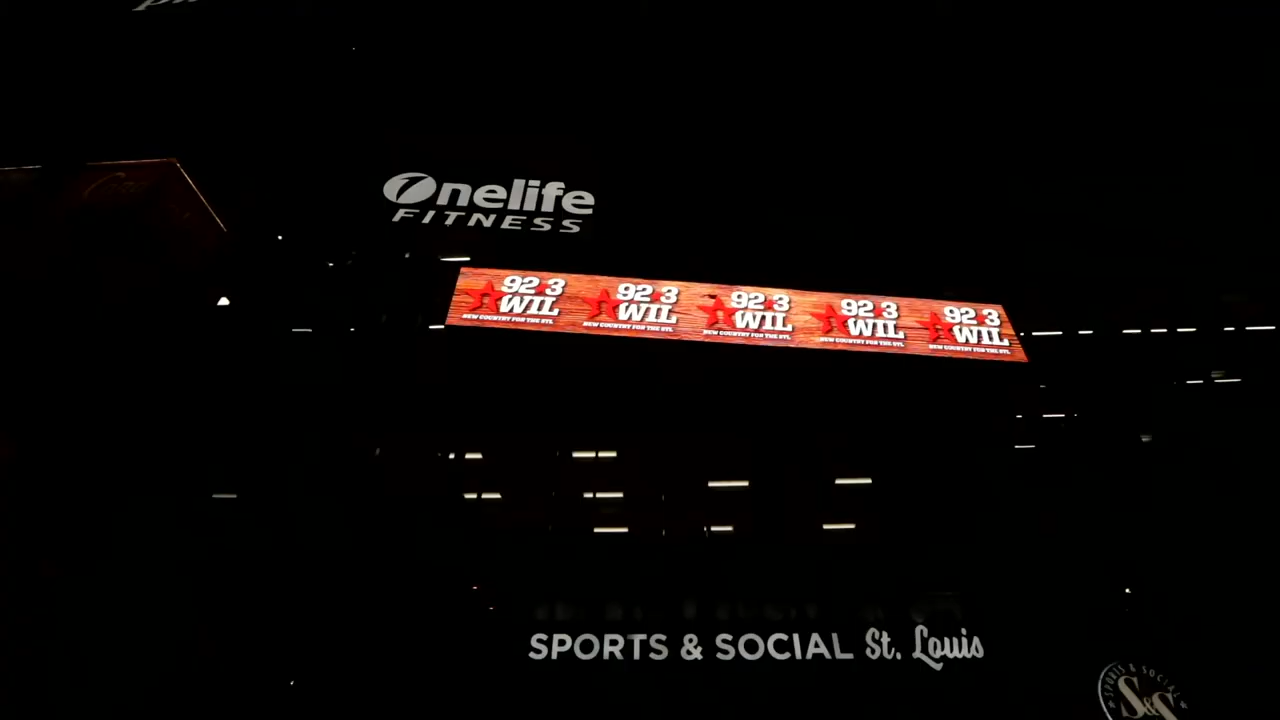 Onelife
FITNESS
92.3 92.3 92.3 92.3 92.3
WIL WIL WIL WIL WIL
NEW COUNTRY FOR THE STL NEW COUNTRY FOR THE STL NEW COUNTRY FOR THE STL NEW COUNTRY FOR THE STL NEW COUNTRY FOR THE STL
SPORTS & SOCIAL St. Louis
SPORTS & SOCIAL
S&S